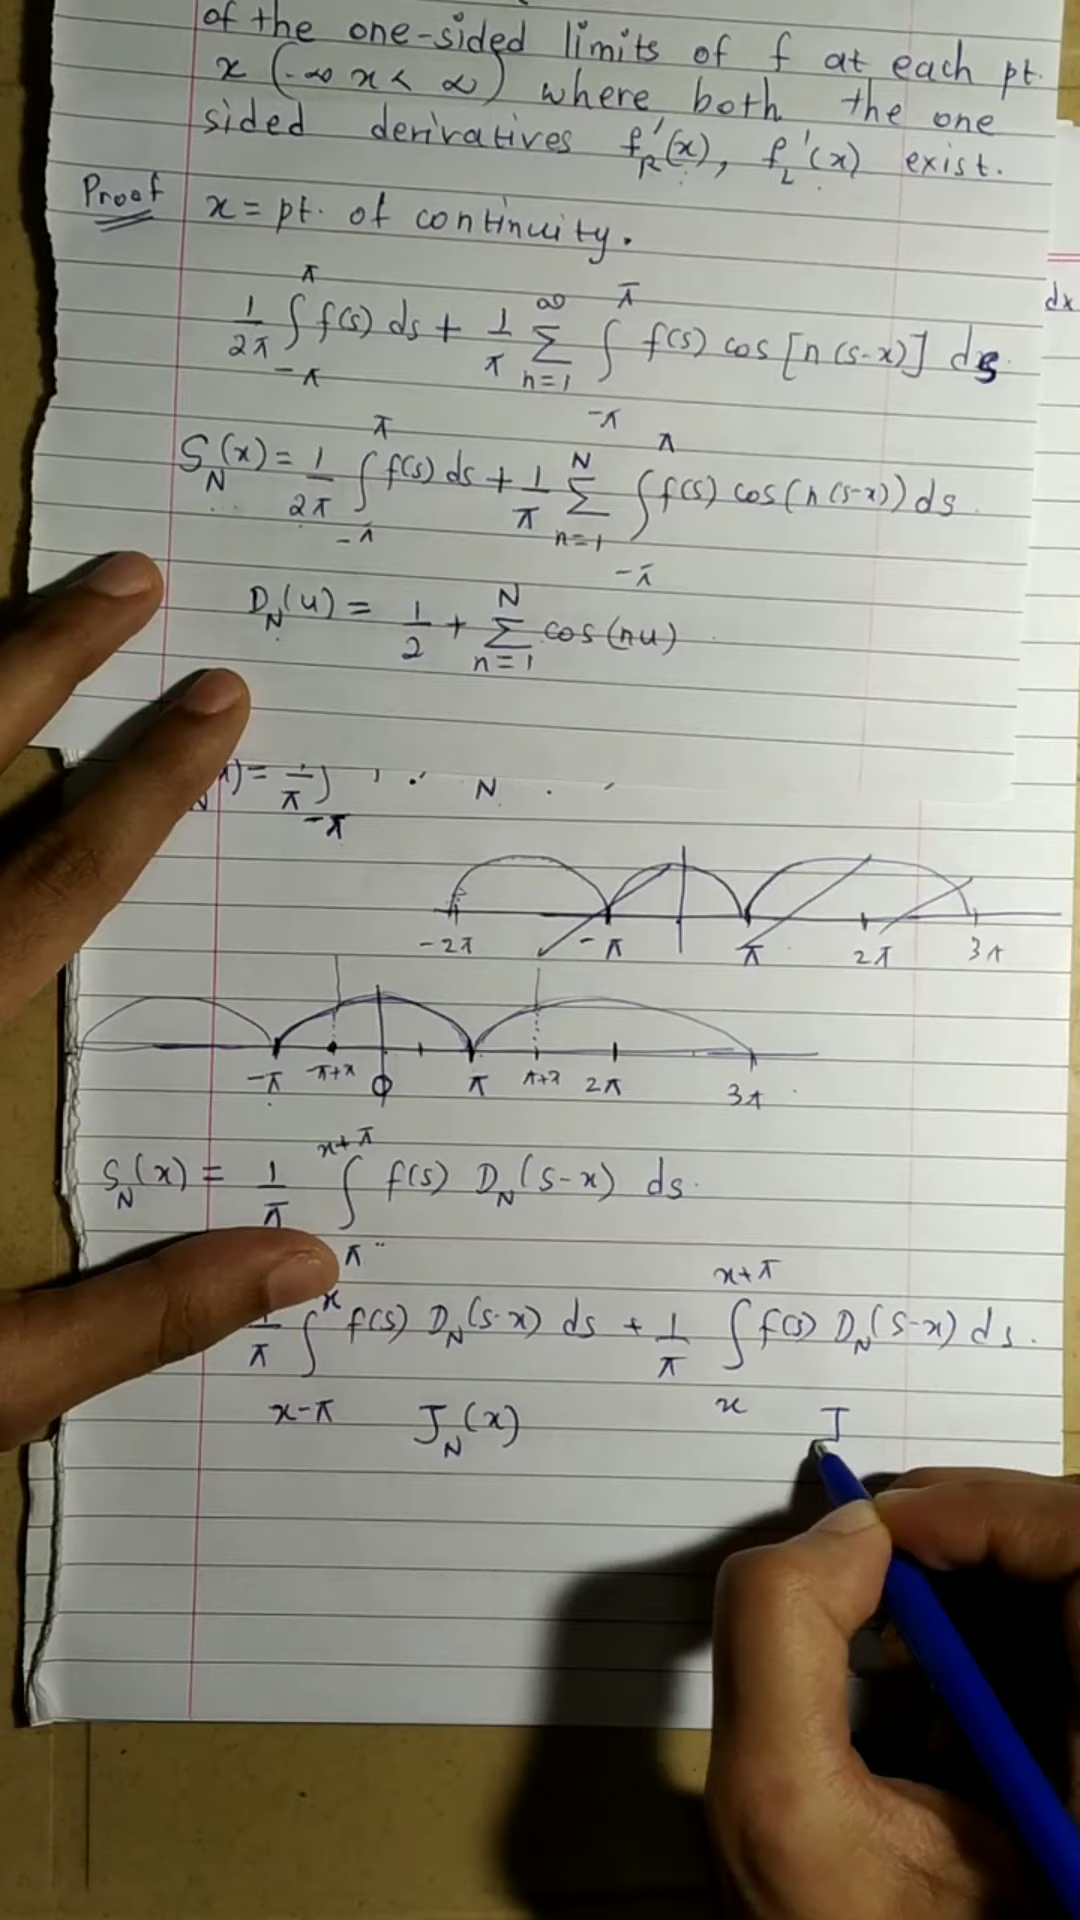 of the one-sided limits of f at each pt.
x (-∞ x < ∞) where both the one
sided derivatives f'_R(x), f'_L(x) exist.
Proof x = pt. of continuity.
1/2π ∫_{-π}^{π} f(s) ds + 1/π Σ_{n=1}^{∞} ∫_{-π}^{π} f(s) cos [n(s-x)] ds.
dx
S_N(x) = 1/2π ∫_{-π}^{π} f(s) ds + 1/π Σ_{n=1}^{N} ∫_{-π}^{π} f(s) cos(n(s-x)) ds.
D_N(u) = 1/2 + Σ_{n=1}^{N} cos(nu)
= 1/π ∫_{-π} N
-2π -π π 2π 3π
-π -π+x 0 π π+x 2π 3π
S_N(x) = 1/π ∫_{π}^{x+π} f(s) D_N(s-x) ds.
1/π ∫_{x-π}^{x} f(s) D_N(s-x) ds + 1/π ∫_{x}^{x+π} f(s) D_N(s-x) ds.
J_N(x) I